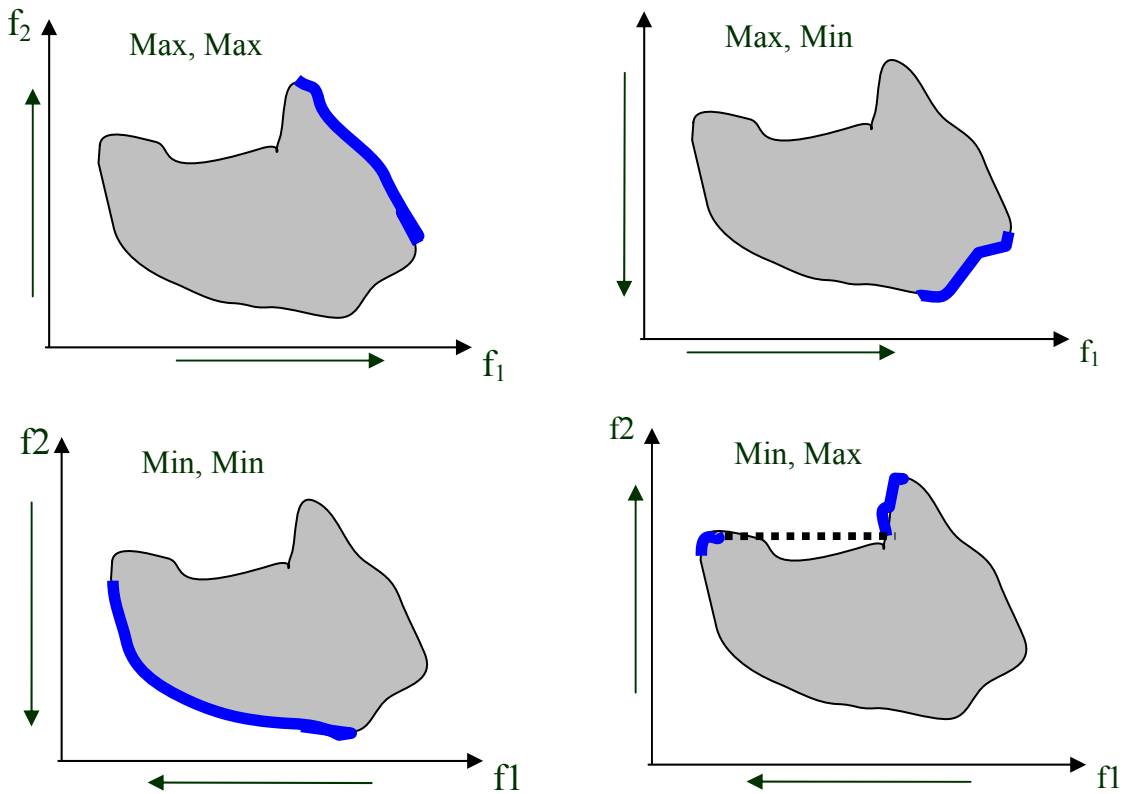 f₂
Max, Max
f₁
Max, Min
f₁
f2
Min, Min
f1
f2
Min, Max
f1